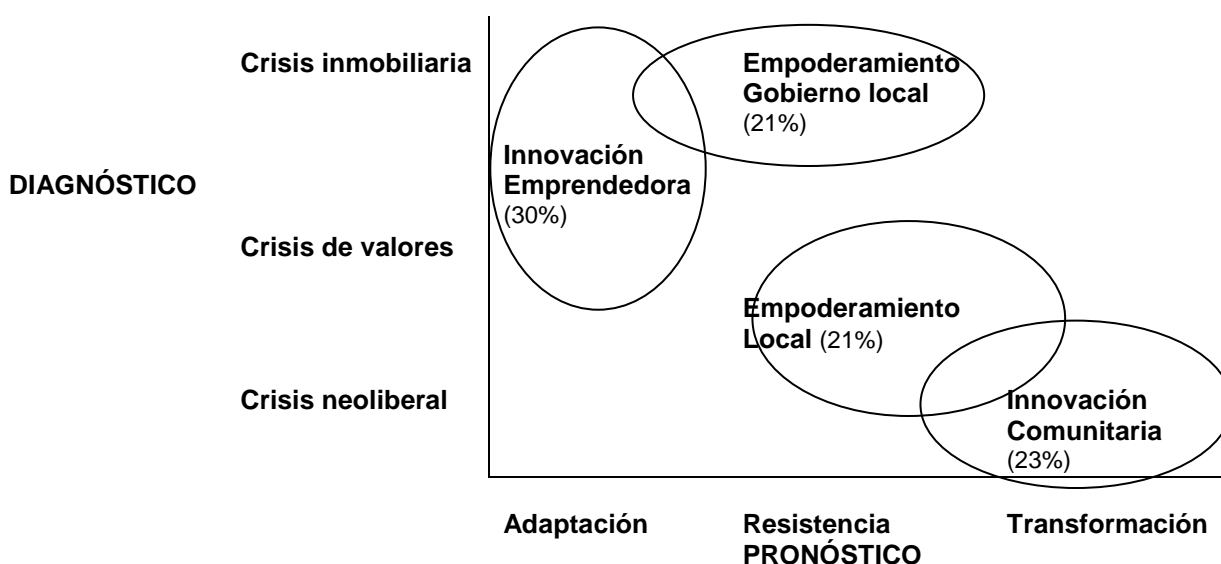 Crisis inmobiliaria
Empoderamiento
Gobierno local
(21%)
Innovación
Emprendedora
(30%)
DIAGNÓSTICO
Crisis de valores
Empoderamiento
Local (21%)
Crisis neoliberal
Innovación
Comunitaria
(23%)
Adaptación
Resistencia
Transformación
PRONÓSTICO